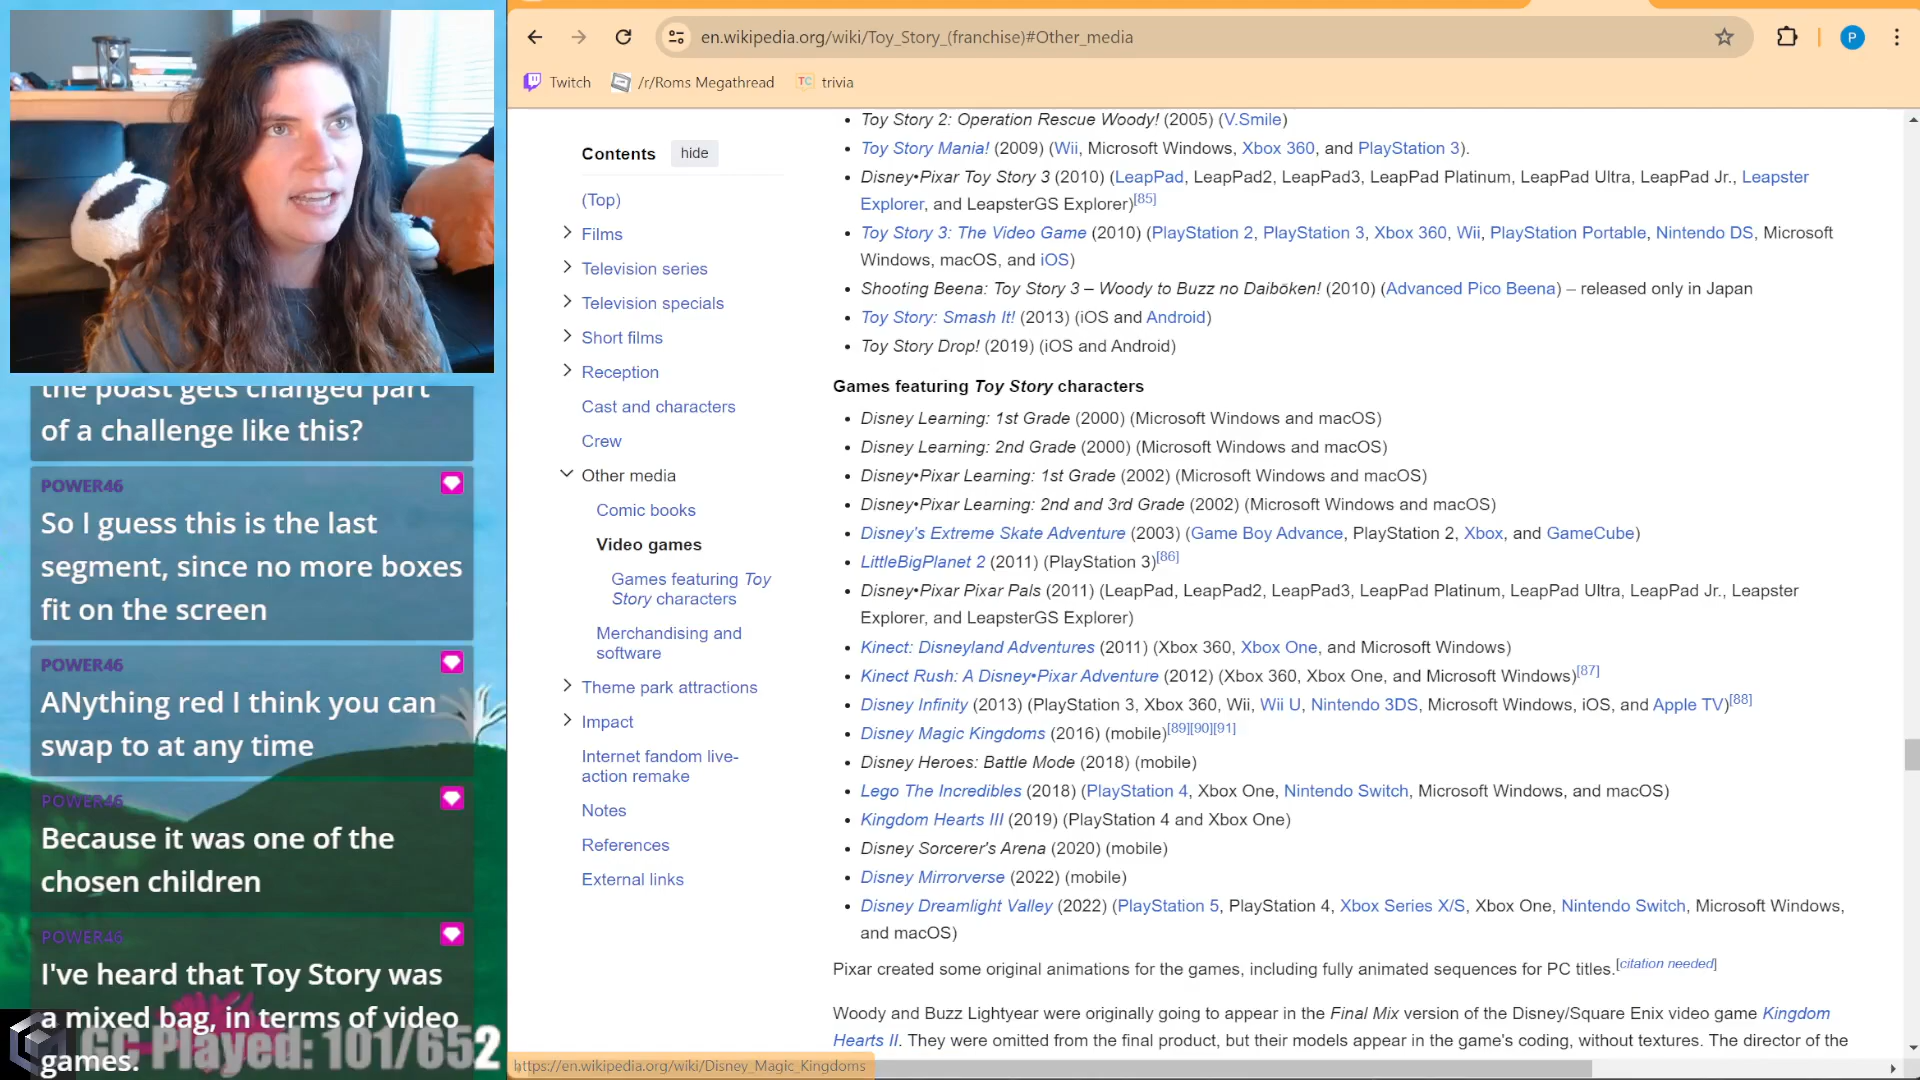 en.wikipedia.org/wiki/Toy_Story_(franchise)#Other_media
P
Twitch
/r/Roms Megathread
TC
trivia
Contents
hide
(Top)
Films
Television series
Television specials
Short films
Reception
Cast and characters
Crew
Other media
Comic books
Video games
Games featuring Toy
Story characters
Merchandising and
software
Theme park attractions
Impact
Internet fandom live-
action remake
Notes
References
External links
Toy Story 2: Operation Rescue Woody! (2005) (V.Smile)
Toy Story Mania! (2009) (Wii, Microsoft Windows, Xbox 360, and PlayStation 3).
Disney•Pixar Toy Story 3 (2010) (LeapPad, LeapPad2, LeapPad3, LeapPad Platinum, LeapPad Ultra, LeapPad Jr., Leapster
Explorer, and LeapsterGS Explorer)[85]
Toy Story 3: The Video Game (2010) (PlayStation 2, PlayStation 3, Xbox 360, Wii, PlayStation Portable, Nintendo DS, Microsoft
Windows, macOS, and iOS)
Shooting Beena: Toy Story 3 – Woody to Buzz no Daibōken! (2010) (Advanced Pico Beena) – released only in Japan
Toy Story: Smash It! (2013) (iOS and Android)
Toy Story Drop! (2019) (iOS and Android)
Games featuring Toy Story characters
Disney Learning: 1st Grade (2000) (Microsoft Windows and macOS)
Disney Learning: 2nd Grade (2000) (Microsoft Windows and macOS)
Disney•Pixar Learning: 1st Grade (2002) (Microsoft Windows and macOS)
Disney•Pixar Learning: 2nd and 3rd Grade (2002) (Microsoft Windows and macOS)
Disney's Extreme Skate Adventure (2003) (Game Boy Advance, PlayStation 2, Xbox, and GameCube)
LittleBigPlanet 2 (2011) (PlayStation 3)[86]
Disney•Pixar Pixar Pals (2011) (LeapPad, LeapPad2, LeapPad3, LeapPad Platinum, LeapPad Ultra, LeapPad Jr., Leapster
Explorer, and LeapsterGS Explorer)
Kinect: Disneyland Adventures (2011) (Xbox 360, Xbox One, and Microsoft Windows)
Kinect Rush: A Disney•Pixar Adventure (2012) (Xbox 360, Xbox One, and Microsoft Windows)[87]
Disney Infinity (2013) (PlayStation 3, Xbox 360, Wii, Wii U, Nintendo 3DS, Microsoft Windows, iOS, and Apple TV)[88]
Disney Magic Kingdoms (2016) (mobile)[89][90][91]
Disney Heroes: Battle Mode (2018) (mobile)
Lego The Incredibles (2018) (PlayStation 4, Xbox One, Nintendo Switch, Microsoft Windows, and macOS)
Kingdom Hearts III (2019) (PlayStation 4 and Xbox One)
Disney Sorcerer's Arena (2020) (mobile)
Disney Mirrorverse (2022) (mobile)
Disney Dreamlight Valley (2022) (PlayStation 5, PlayStation 4, Xbox Series X/S, Xbox One, Nintendo Switch, Microsoft Windows,
and macOS)
Pixar created some original animations for the games, including fully animated sequences for PC titles.[citation needed]
Woody and Buzz Lightyear were originally going to appear in the Final Mix version of the Disney/Square Enix video game Kingdom
Hearts II. They were omitted from the final product, but their models appear in the game's coding, without textures. The director of the
https://en.wikipedia.org/wiki/Disney_Magic_Kingdoms
the poast gets changed part
of a challenge like this?
POWER46
So I guess this is the last
segment, since no more boxes
fit on the screen
POWER46
ANything red I think you can
swap to at any time
POWER46
Because it was one of the
chosen children
POWER46
I've heard that Toy Story was
a mixed bag, in terms of video
games.
GC Played: 101/652